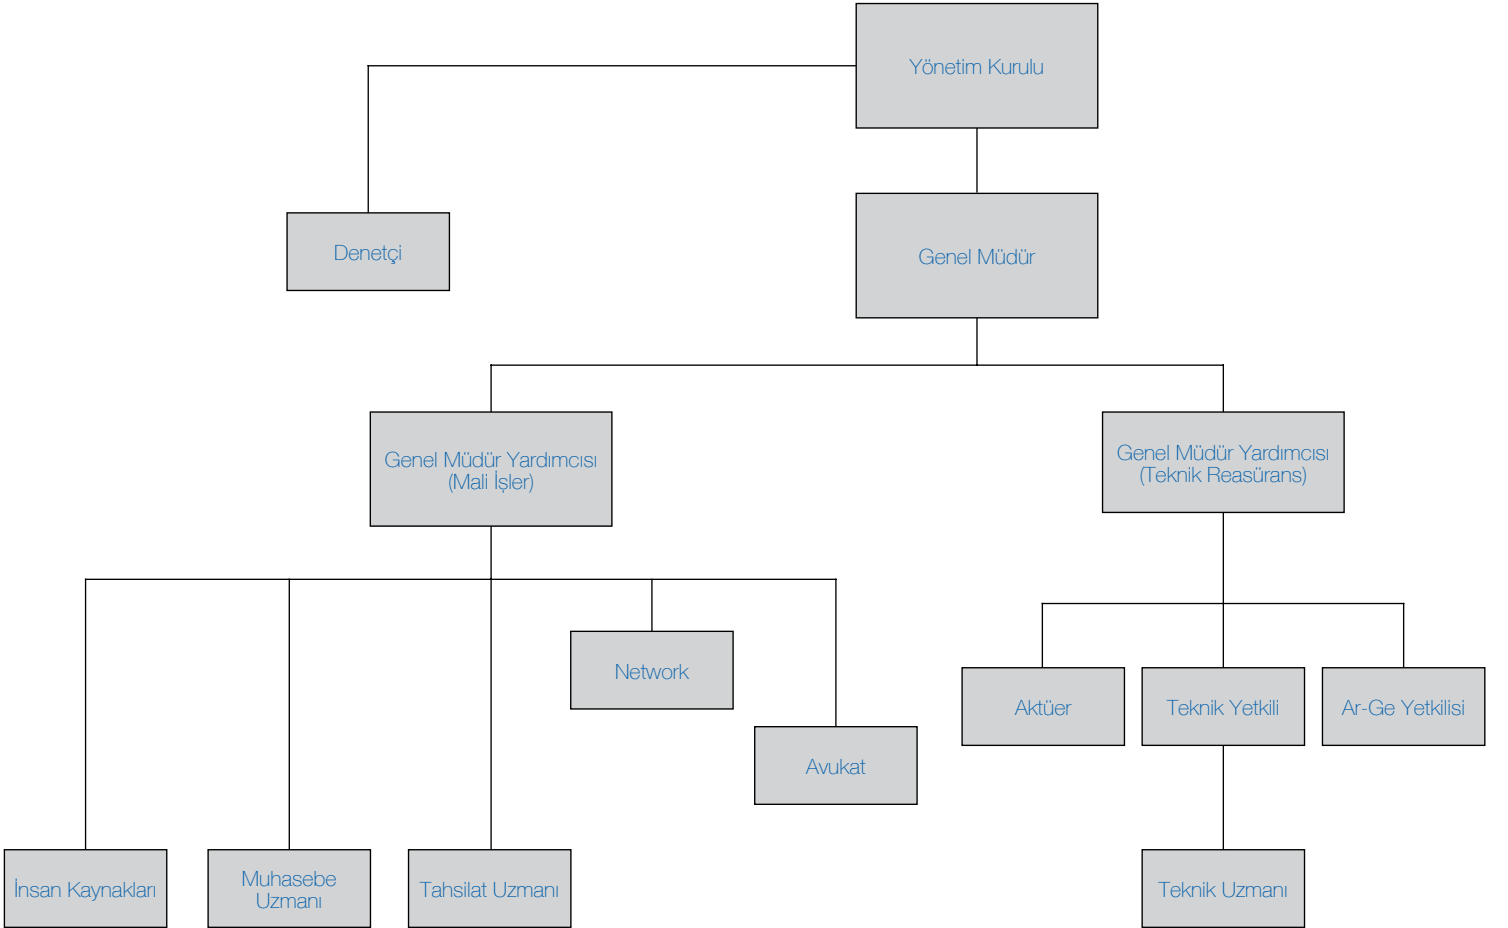 Yönetim Kurulu
Denetçi
Genel Müdür
Genel Müdür Yardımcısı
(Mali İşler)
Genel Müdür Yardımcısı
(Teknik Reasürans)
Network
Avukat
Aktüer
Teknik Yetkili
Ar-Ge Yetkilisi
İnsan Kaynakları
Muhasebe
Uzmanı
Tahsilat Uzmanı
Teknik Uzmanı